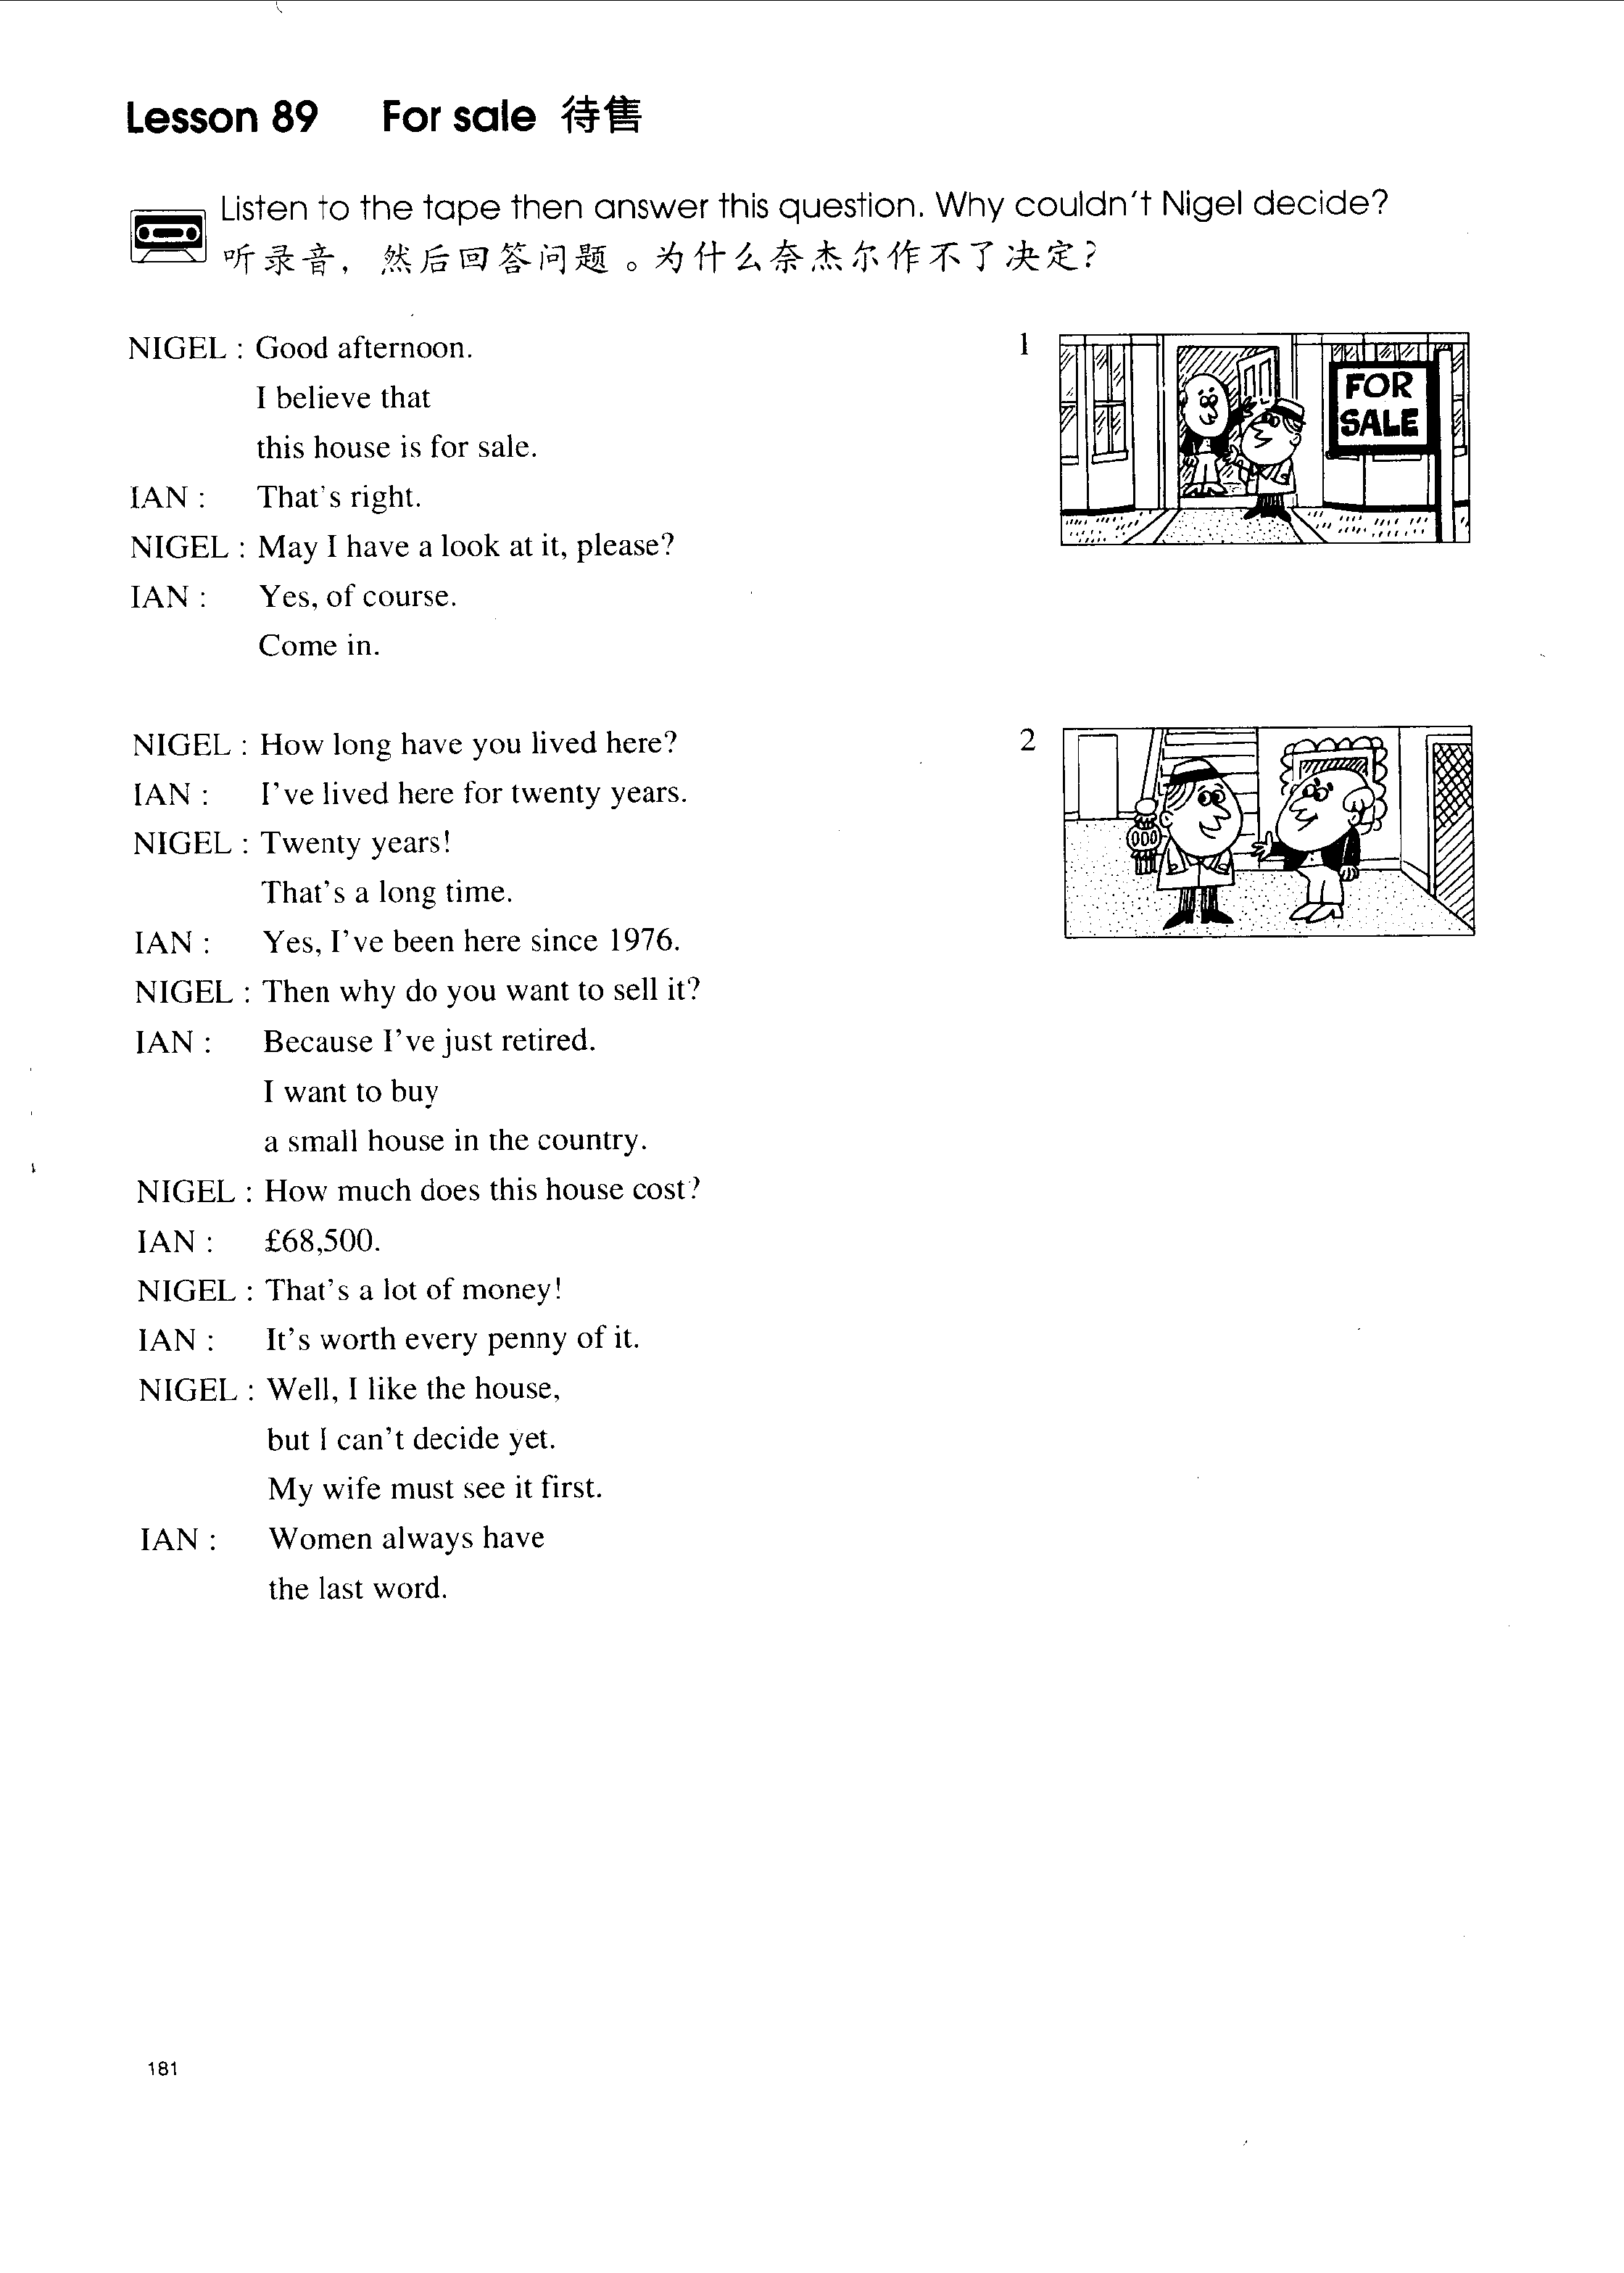 Lesson 89 For sale 待售
Listen to the tape then answer this question. Why couldn't Nigel decide?
听录音，然后回答问题。为什么奈杰尔作不了决定?
NIGEL : Good afternoon.
I believe that
this house is for sale.
IAN : That's right.
NIGEL : May I have a look at it, please?
IAN : Yes, of course.
Come in.
1
FOR
SALE
NIGEL : How long have you lived here?
IAN : I've lived here for twenty years.
NIGEL : Twenty years!
That's a long time.
IAN : Yes, I've been here since 1976.
NIGEL : Then why do you want to sell it?
IAN : Because I've just retired.
I want to buy
a small house in the country.
NIGEL : How much does this house cost?
IAN : £68,500.
NIGEL : That's a lot of money!
IAN : It's worth every penny of it.
NIGEL : Well, I like the house,
but I can't decide yet.
My wife must see it first.
IAN : Women always have
the last word.
2
181